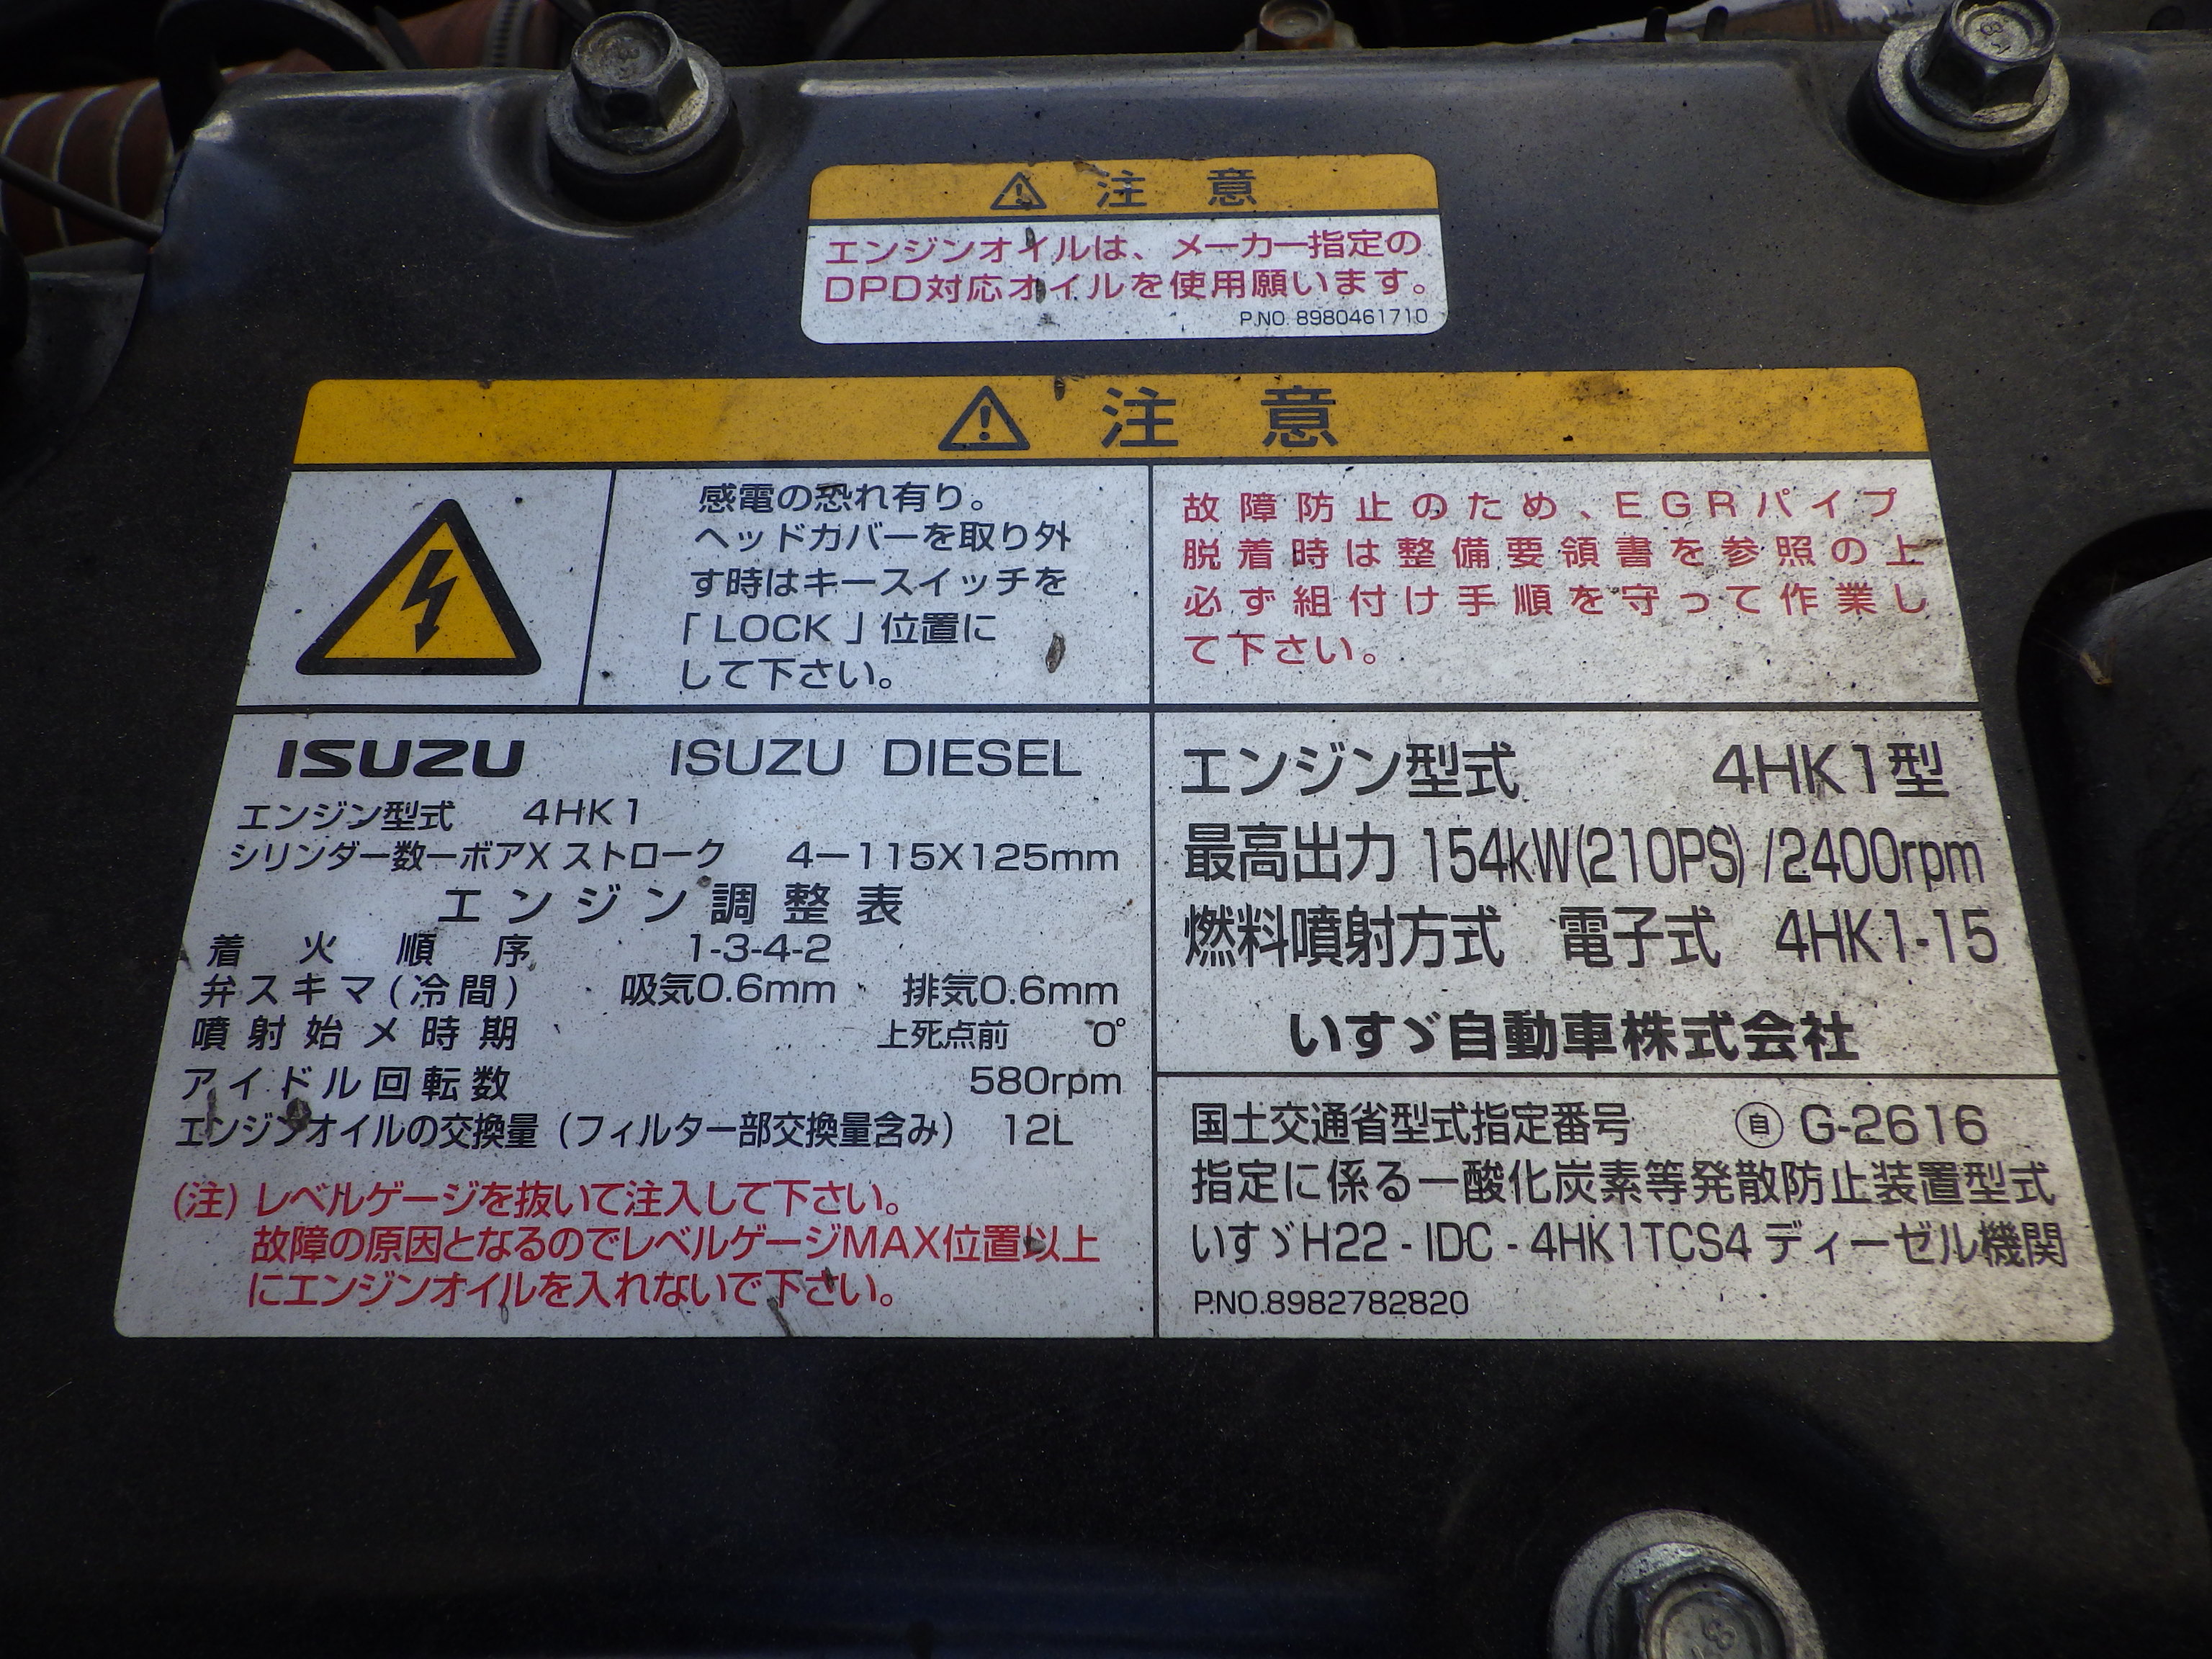 注 意
エンジンオイルは、メーカー指定の
DPD対応オイルを使用願います。
P.NO. 8980461710
注 意
感電の恐れ有り。
ヘッドカバーを取り外
す時はキースイッチを
「LOCK」位置に
して下さい。
故障防止のため、EGRパイプ
脱着時は整備要領書を参照の上
必ず組付け手順を守って作業し
て下さい。
ISUZU ISUZU DIESEL
エンジン型式 4HK1
シリンダー数ーボアX ストローク 4ー115X125mm
エンジン調整表
着火順序 1-3-4-2
弁スキマ(冷間) 吸気0.6mm 排気0.6mm
噴射始メ時期 上死点前 0°
アイドル回転数 580rpm
エンジンオイルの交換量（フィルター部交換量含み） 12L
(注) レベルゲージを抜いて注入して下さい。
故障の原因となるのでレベルゲージMAX位置以上
にエンジンオイルを入れないで下さい。
エンジン型式 4HK1型
最高出力 154kW(210PS) /2400rpm
燃料噴射方式 電子式 4HK1-15
いすゞ自動車株式会社
国土交通省型式指定番号 ㊀自 G-2616
指定に係る一酸化炭素等発散防止装置型式
いすゞH22 - IDC - 4HK1TCS4 ディーゼル機関
P.NO.8982782820